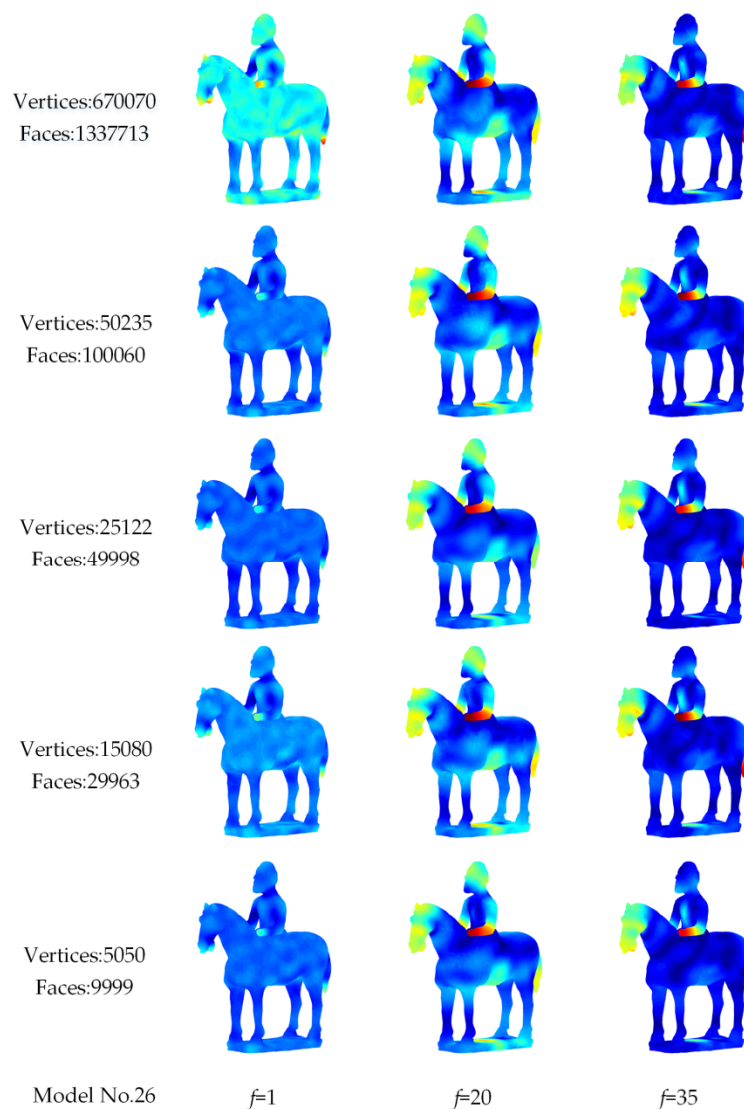 Vertices:670070
Faces:1337713
Vertices:50235
Faces:100060
Vertices:25122
Faces:49998
Vertices:15080
Faces:29963
Vertices:5050
Faces:9999
Model No.26 f=1 f=20 f=35